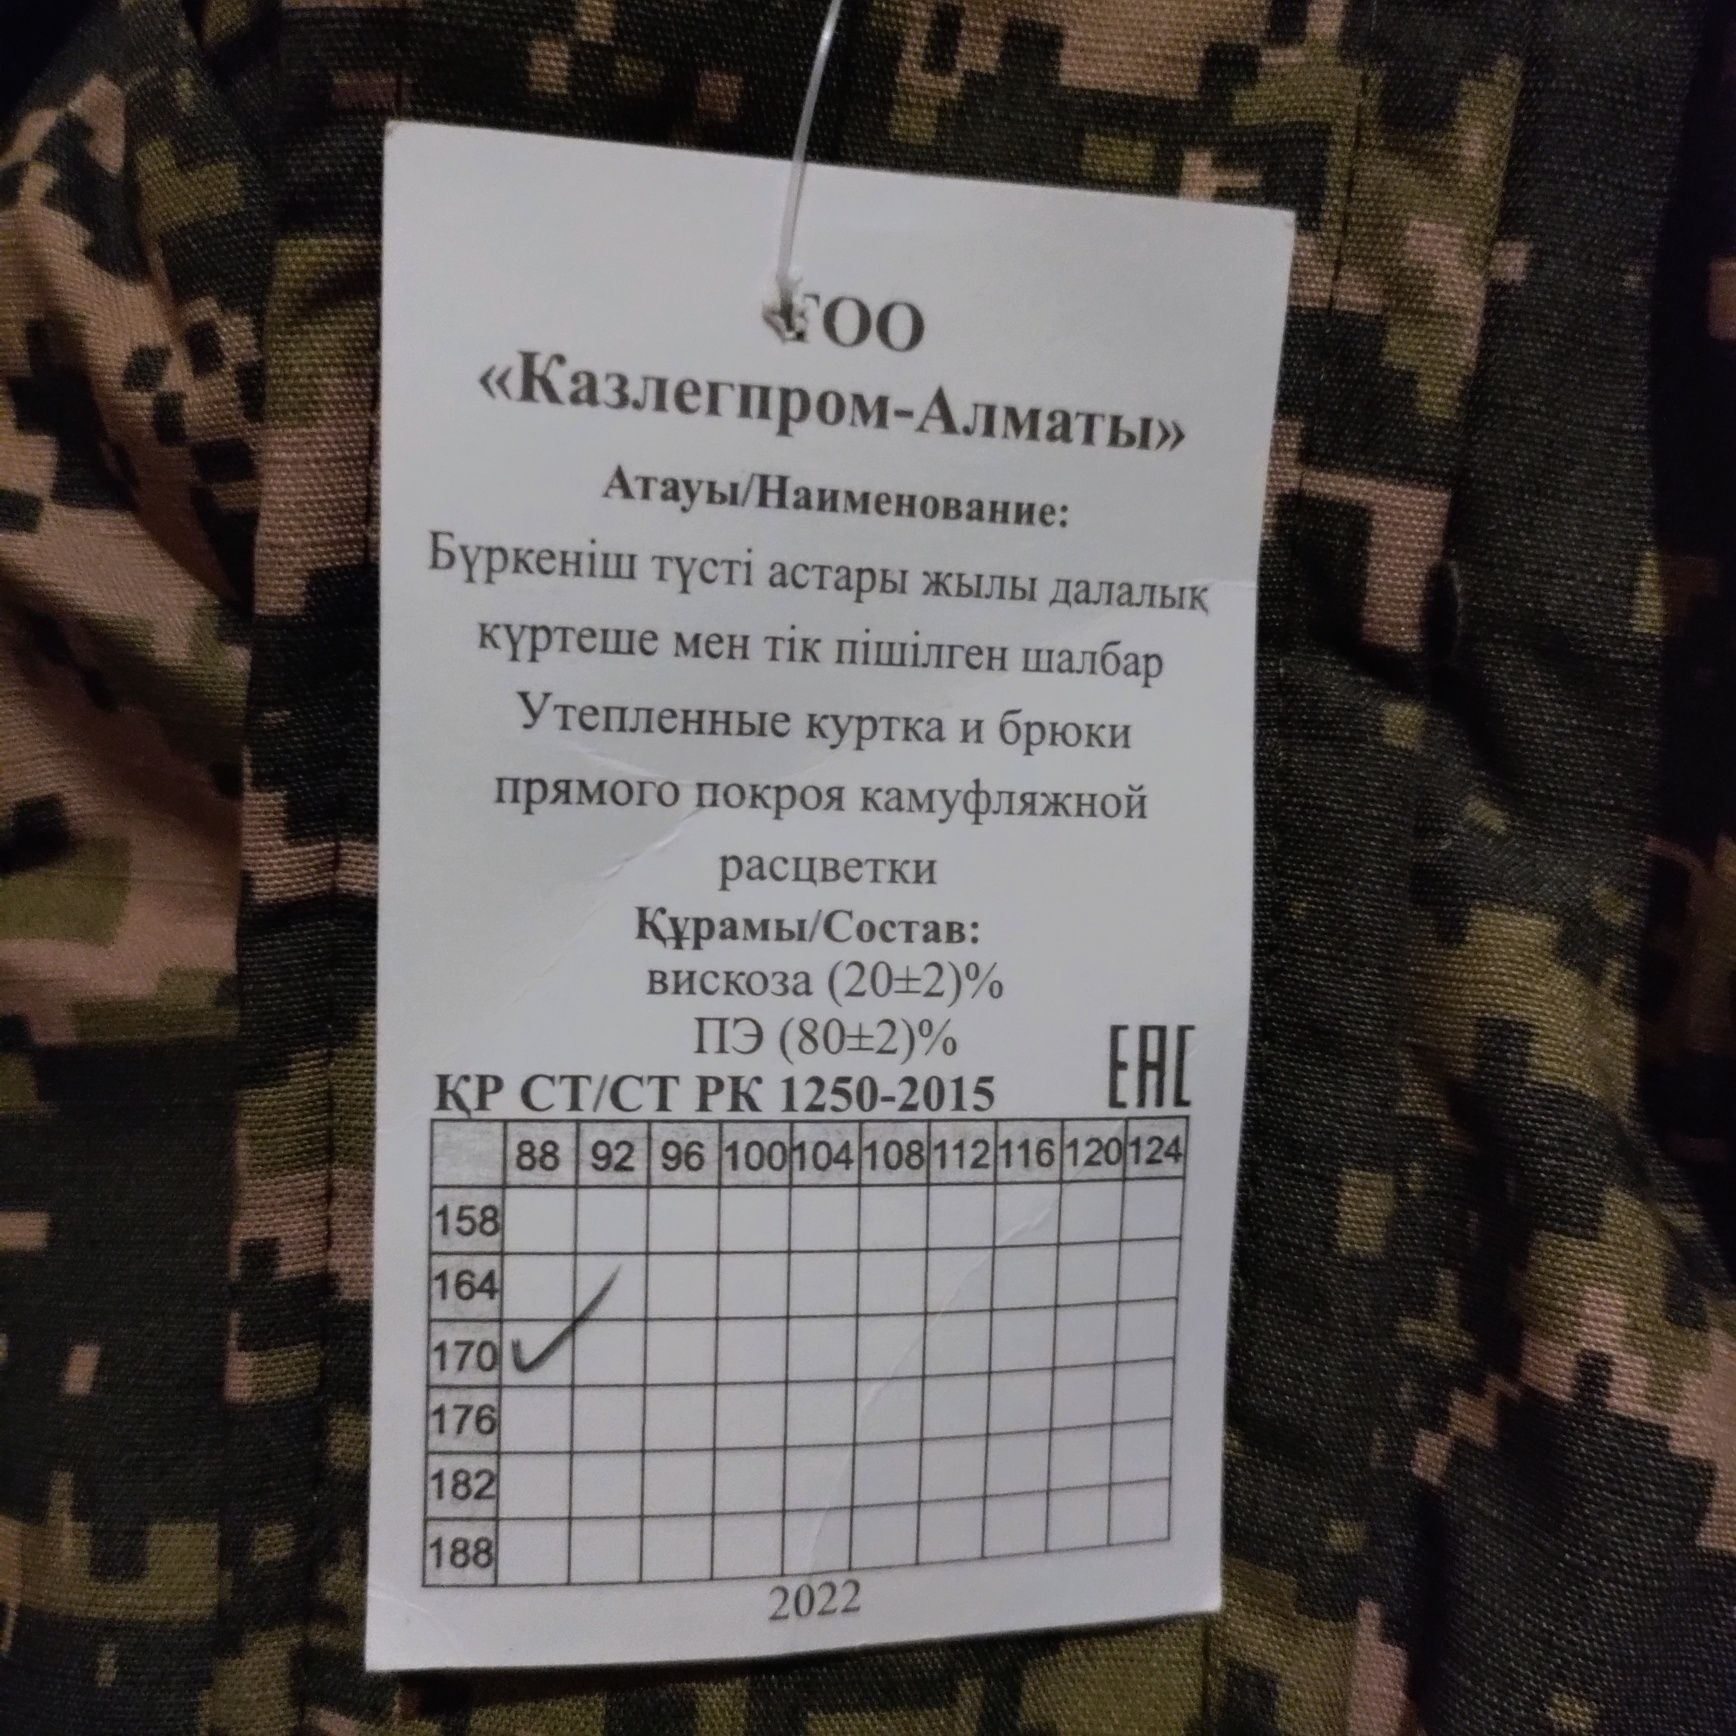 ТОО
«Казлегпром-Алматы»
Атауы/Наименование:
Бүркеніш түсті астары жылы далалық
күртеше мен тік пішілген шалбар
Утепленные куртка и брюки
прямого покроя камуфляжной
расцветки
Құрамы/Состав:
вискоза (20±2)%
ПЭ (80±2)%
ҚР СТ/СТ РК 1250-2015 EAC
88 92 96 100 104 108 112 116 120 124
158
164
170
176
182
188
2022